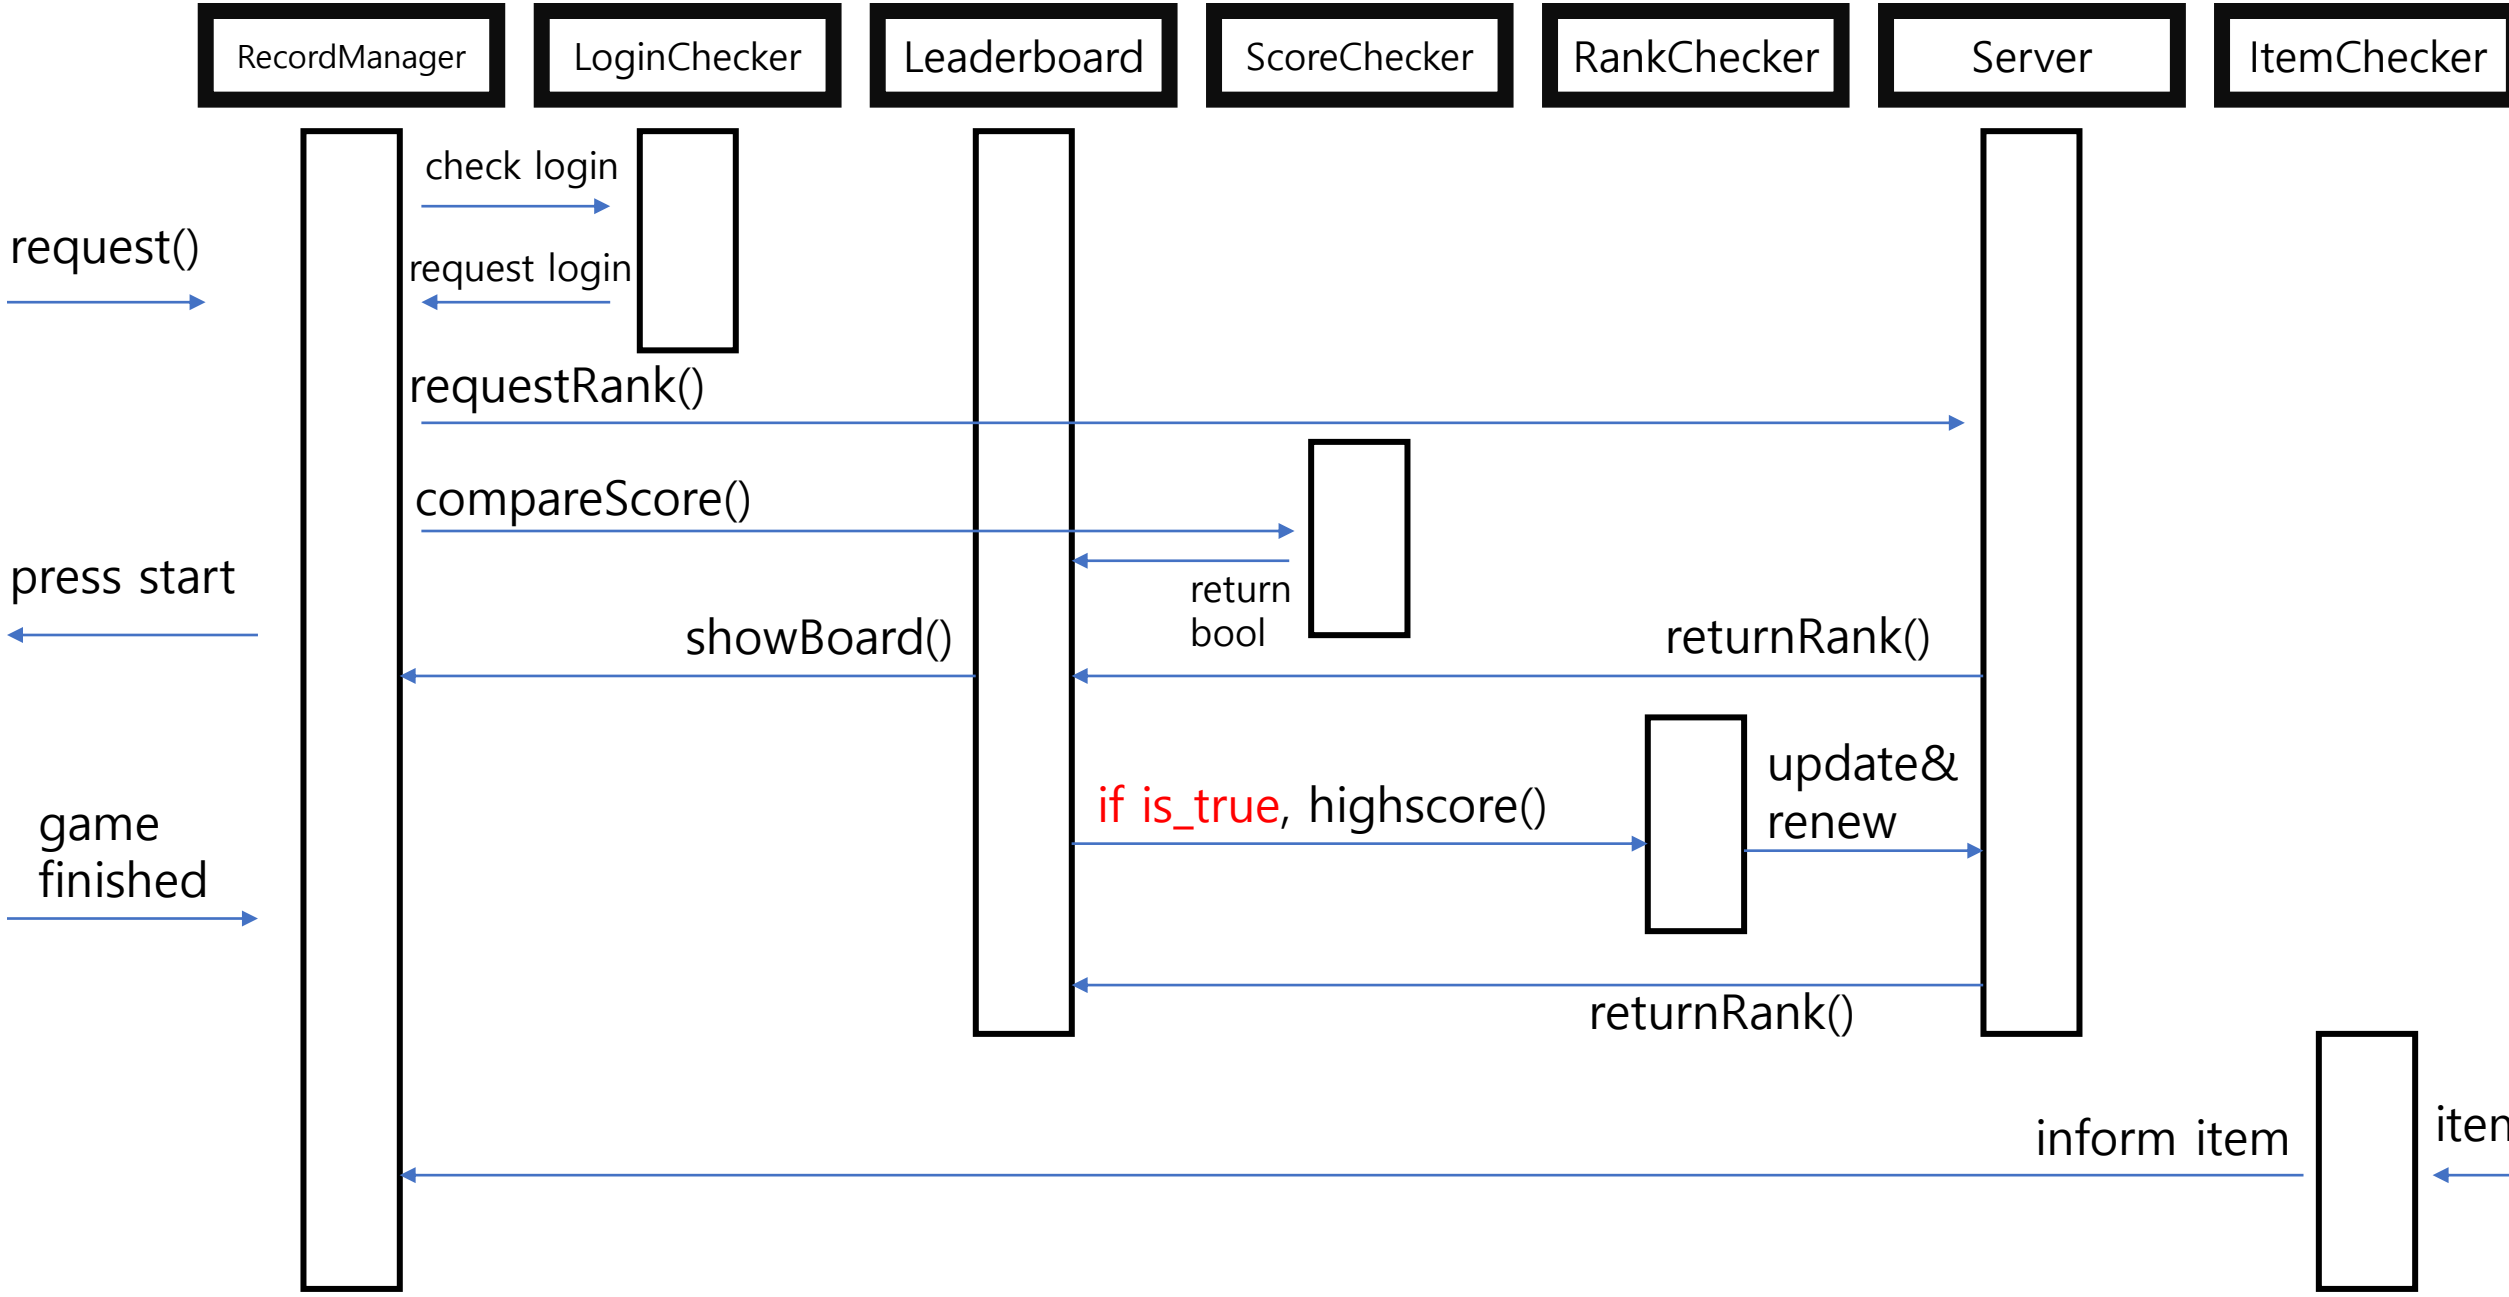 RecordManager
LoginChecker
Leaderboard
ScoreChecker
RankChecker
Server
ItemChecker
check login
request()
request login
requestRank()
compareScore()
press start
return
bool
showBoard()
returnRank()
update&
renew
if is_true, highscore()
game
finished
returnRank()
inform item